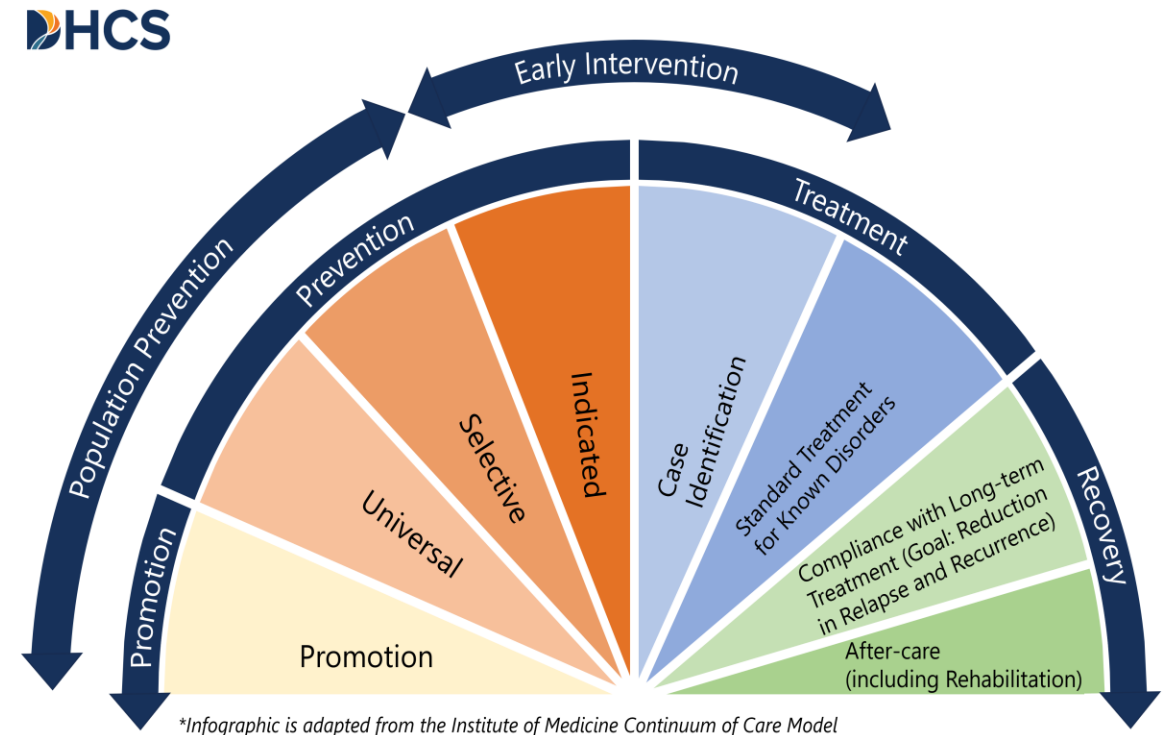 DHCS
Early Intervention
Population Prevention
Prevention
Treatment
Promotion
Recovery
Promotion
Universal
Selective
Indicated
Case
Identification
Standard Treatment
for Known Disorders
Compliance with Long-term
Treatment (Goal: Reduction
in Relapse and Recurrence)
After-care
(including Rehabilitation)
*Infographic is adapted from the Institute of Medicine Continuum of Care Model